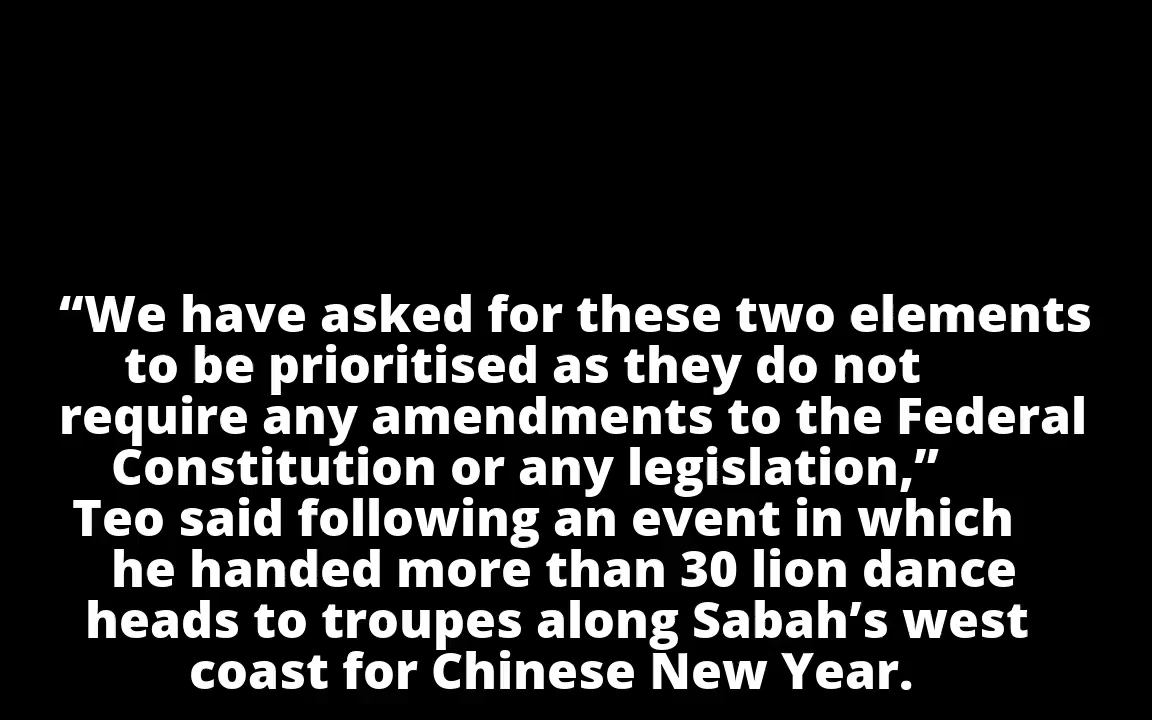 “We have asked for these two elements
to be prioritised as they do not
require any amendments to the Federal
Constitution or any legislation,”
Teo said following an event in which
he handed more than 30 lion dance
heads to troupes along Sabah’s west
coast for Chinese New Year.